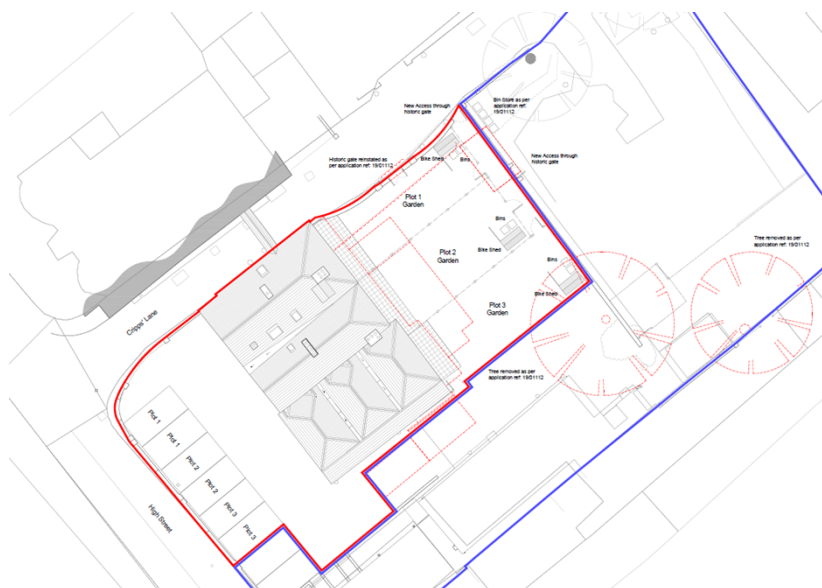 New Access through
historic gate
Bin Store as per
application ref:
19/01112
Historic gate reinstated as
per application ref: 19/01112
Bike Shed
Bins
New Access through
historic gate
Plot 1
Garden
Bins
Plot 2
Garden
Bike Shed
Bins
Tree removed as per
application ref: 19/01112
Bike Shed
Plot 3
Garden
Cripps' Lane
Tree removed as per
application ref: 19/01112
Plot 1
Plot 1
Plot 2
Plot 2
Plot 3
Plot 3
High Street